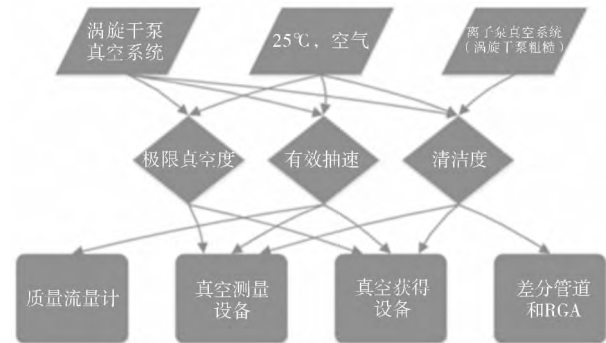 涡旋干泵
真空系统
25℃，空气
离子泵真空系统
（涡旋干泵粗糙）
极限真空度
有效抽速
清洁度
质量流量计
真空测量
设备
真空获得
设备
差分管道
和RGA